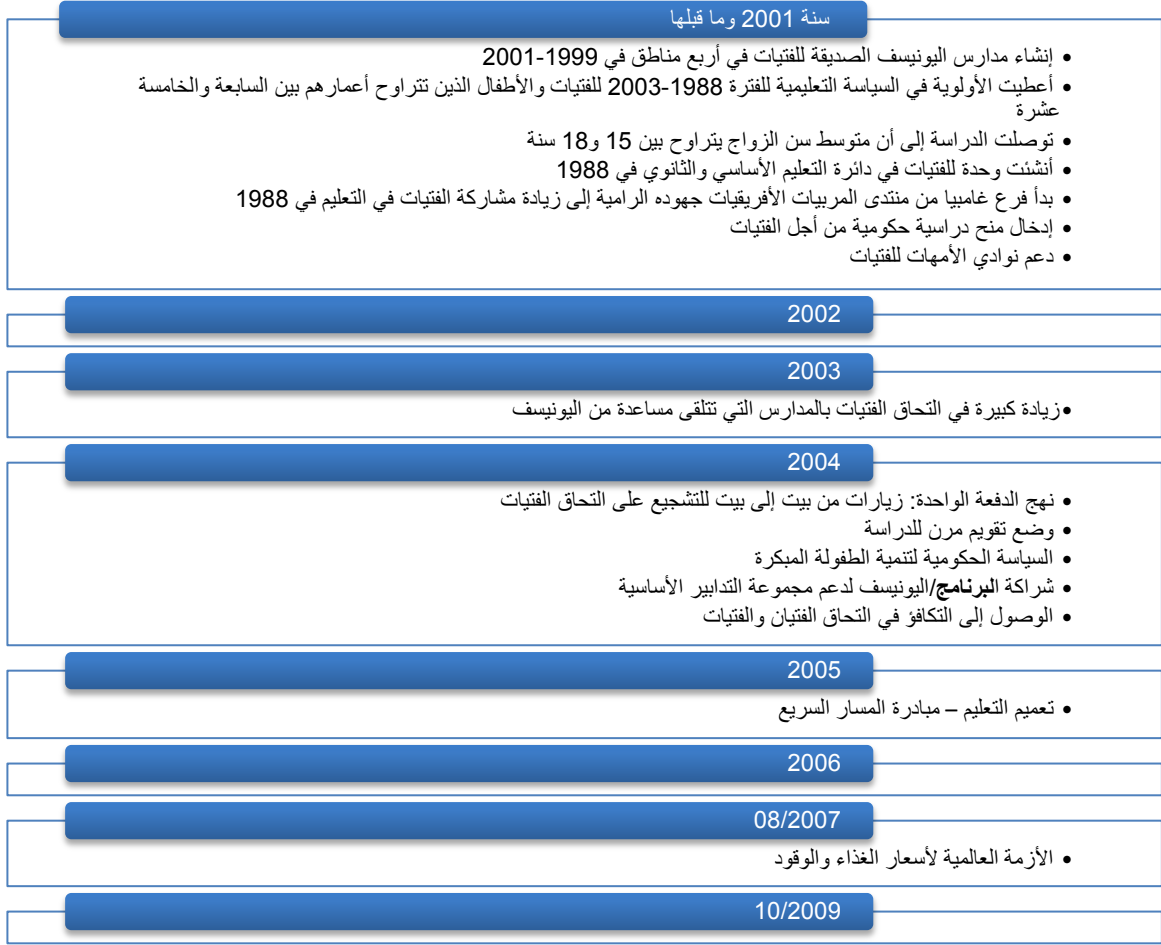 سنة 2001 وما قبلها
• إنشاء مدارس اليونيسف الصديقة للفتيات في أربع مناطق في 1999-2001
• أعطيت الأولوية في السياسة التعليمية للفترة 1988-2003 للفتيات والأطفال الذين تتراوح أعمارهم بين السابعة والخامسة
عشرة
• توصلت الدراسة إلى أن متوسط سن الزواج يتراوح بين 15 و18 سنة
• أنشئت وحدة للفتيات في دائرة التعليم الأساسي والثانوي في 1988
• بدأ فرع غامبيا من منتدى المربيات الأفريقيات جهوده الرامية إلى زيادة مشاركة الفتيات في التعليم في 1988
• إدخال منح دراسية حكومية من أجل الفتيات
• دعم نوادي الأمهات للفتيات
2002
2003
• زيادة كبيرة في التحاق الفتيات بالمدارس التي تتلقى مساعدة من اليونيسف
2004
• نهج الدفعة الواحدة: زيارات من بيت إلى بيت للتشجيع على التحاق الفتيات
• وضع تقويم مرن للدراسة
• السياسة الحكومية لتنمية الطفولة المبكرة
• شراكة البرنامج/اليونيسف لدعم مجموعة التدابير الأساسية
• الوصول إلى التكافؤ في التحاق الفتيان والفتيات
2005
• تعميم التعليم – مبادرة المسار السريع
2006
08/2007
• الأزمة العالمية لأسعار الغذاء والوقود
10/2009